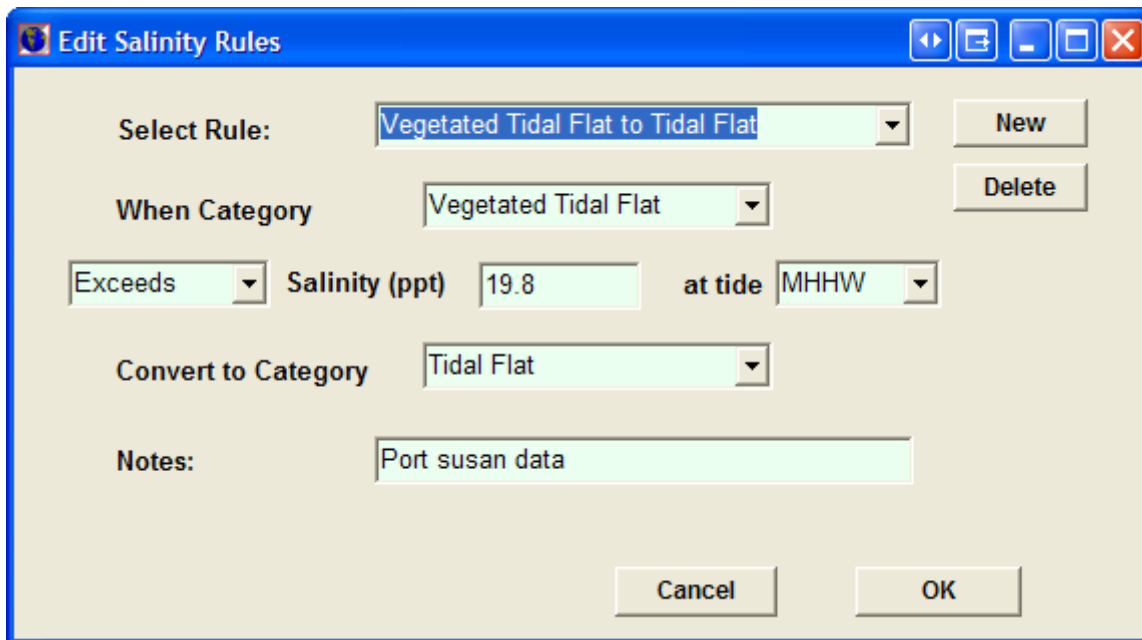 Edit Salinity Rules
Select Rule: Vegetated Tidal Flat to Tidal Flat New
Delete
When Category Vegetated Tidal Flat
Exceeds Salinity (ppt) 19.8 at tide MHHW
Convert to Category Tidal Flat
Notes: Port susan data
Cancel OK